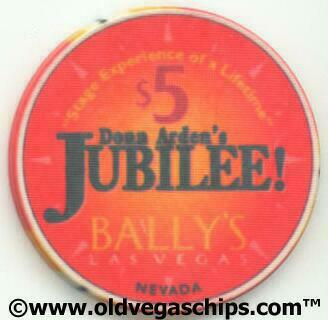 "Stage Experience of a Lifetime"
$5
Donn Arden's
JUBILEE!
BALLY'S
LAS VEGAS
NEVADA
©www.oldvegaschips.com™